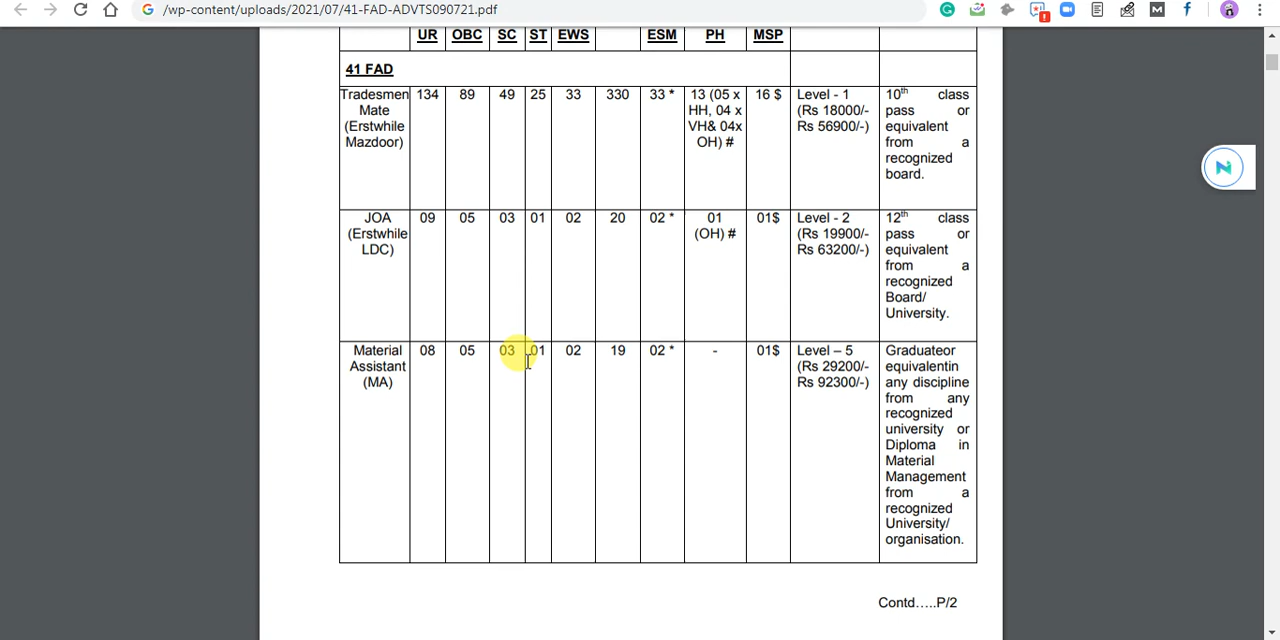 /wp-content/uploads/2021/07/41-FAD-ADVTS090721.pdf
UR OBC SC ST EWS ESM PH MSP
41 FAD
Tradesmen 134 89 49 25 33 330 33 * 13 (05 x 16 $ Level - 1 10th class
Mate HH, 04 x (Rs 18000/- pass or
(Erstwhile VH& 04x Rs 56900/-) equivalent
Mazdoor) OH) # from a
recognized
board.
JOA 09 05 03 01 02 20 02 * 01 01$ Level - 2 12th class
(Erstwhile (OH) # (Rs 19900/- pass or
LDC) Rs 63200/-) equivalent
from a
recognized
Board/
University.
Material 08 05 03 01 02 19 02 * - 01$ Level – 5 Graduateor
Assistant (Rs 29200/- equivalentin
(MA) Rs 92300/-) any discipline
from any
recognized
university or
Diploma in
Material
Management
from a
recognized
University/
organisation.
Contd…..P/2